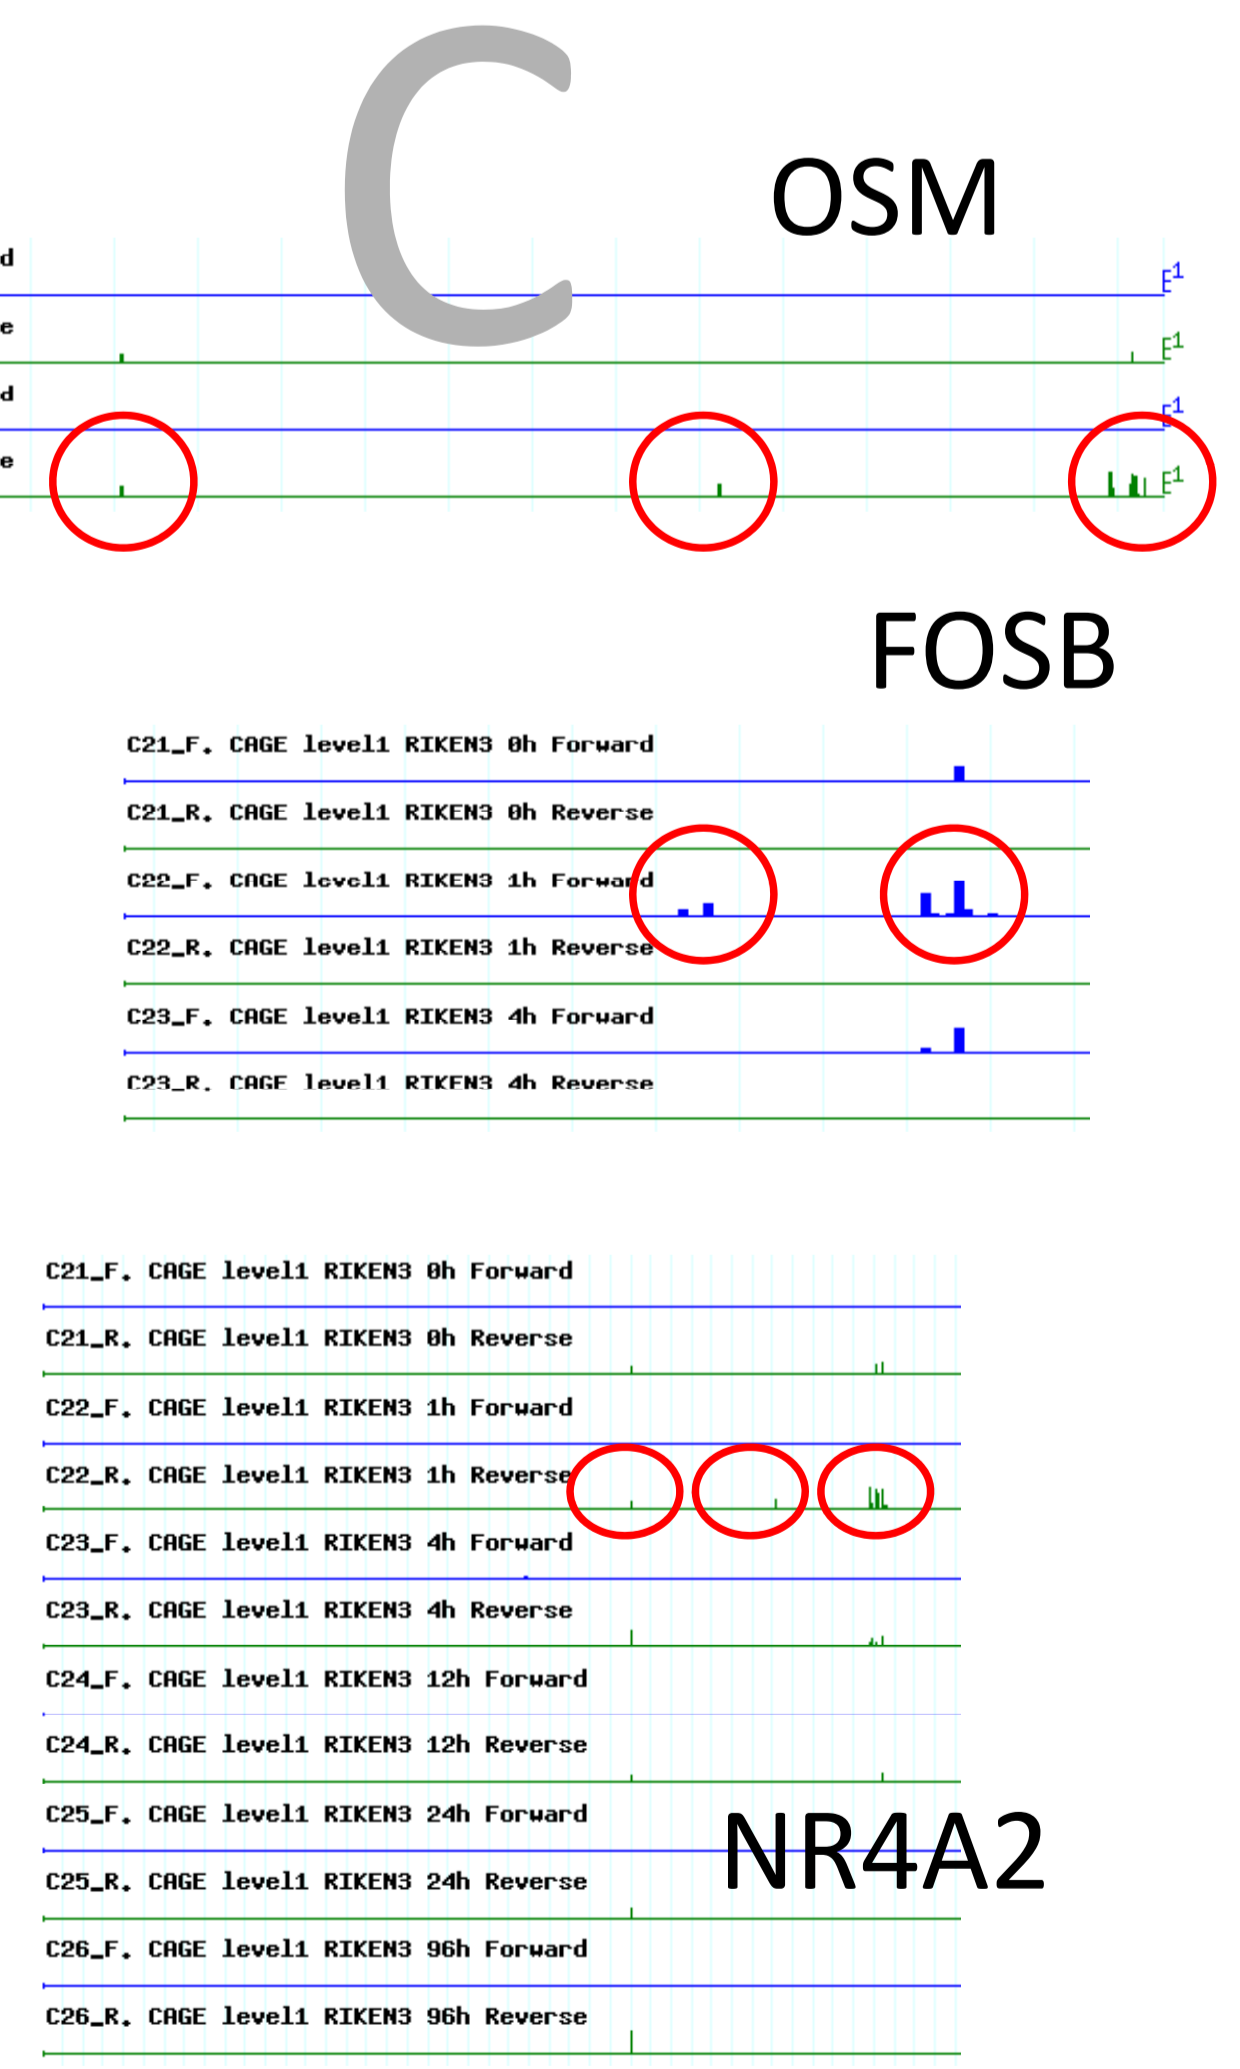 C
OSM
d
E1
e
E1
d
E1
e
E1
FOSB
C21_F. CAGE level1 RIKEN3 0h Forward
C21_R. CAGE level1 RIKEN3 0h Reverse
C22_F. CAGE level1 RIKEN3 1h Forward
C22_R. CAGE level1 RIKEN3 1h Reverse
C23_F. CAGE level1 RIKEN3 4h Forward
C23_R. CAGE level1 RIKEN3 4h Reverse
C21_F. CAGE level1 RIKEN3 0h Forward
C21_R. CAGE level1 RIKEN3 0h Reverse
C22_F. CAGE level1 RIKEN3 1h Forward
C22_R. CAGE level1 RIKEN3 1h Reverse
C23_F. CAGE level1 RIKEN3 4h Forward
C23_R. CAGE level1 RIKEN3 4h Reverse
C24_F. CAGE level1 RIKEN3 12h Forward
C24_R. CAGE level1 RIKEN3 12h Reverse
C25_F. CAGE level1 RIKEN3 24h Forward
NR4A2
C25_R. CAGE level1 RIKEN3 24h Reverse
C26_F. CAGE level1 RIKEN3 96h Forward
C26_R. CAGE level1 RIKEN3 96h Reverse